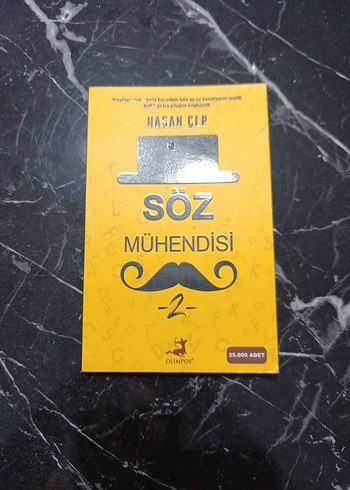 HASAN ÇEP
SÖZ
MÜHENDİSİ
-2-
OLİMPOS
25.000 ADET